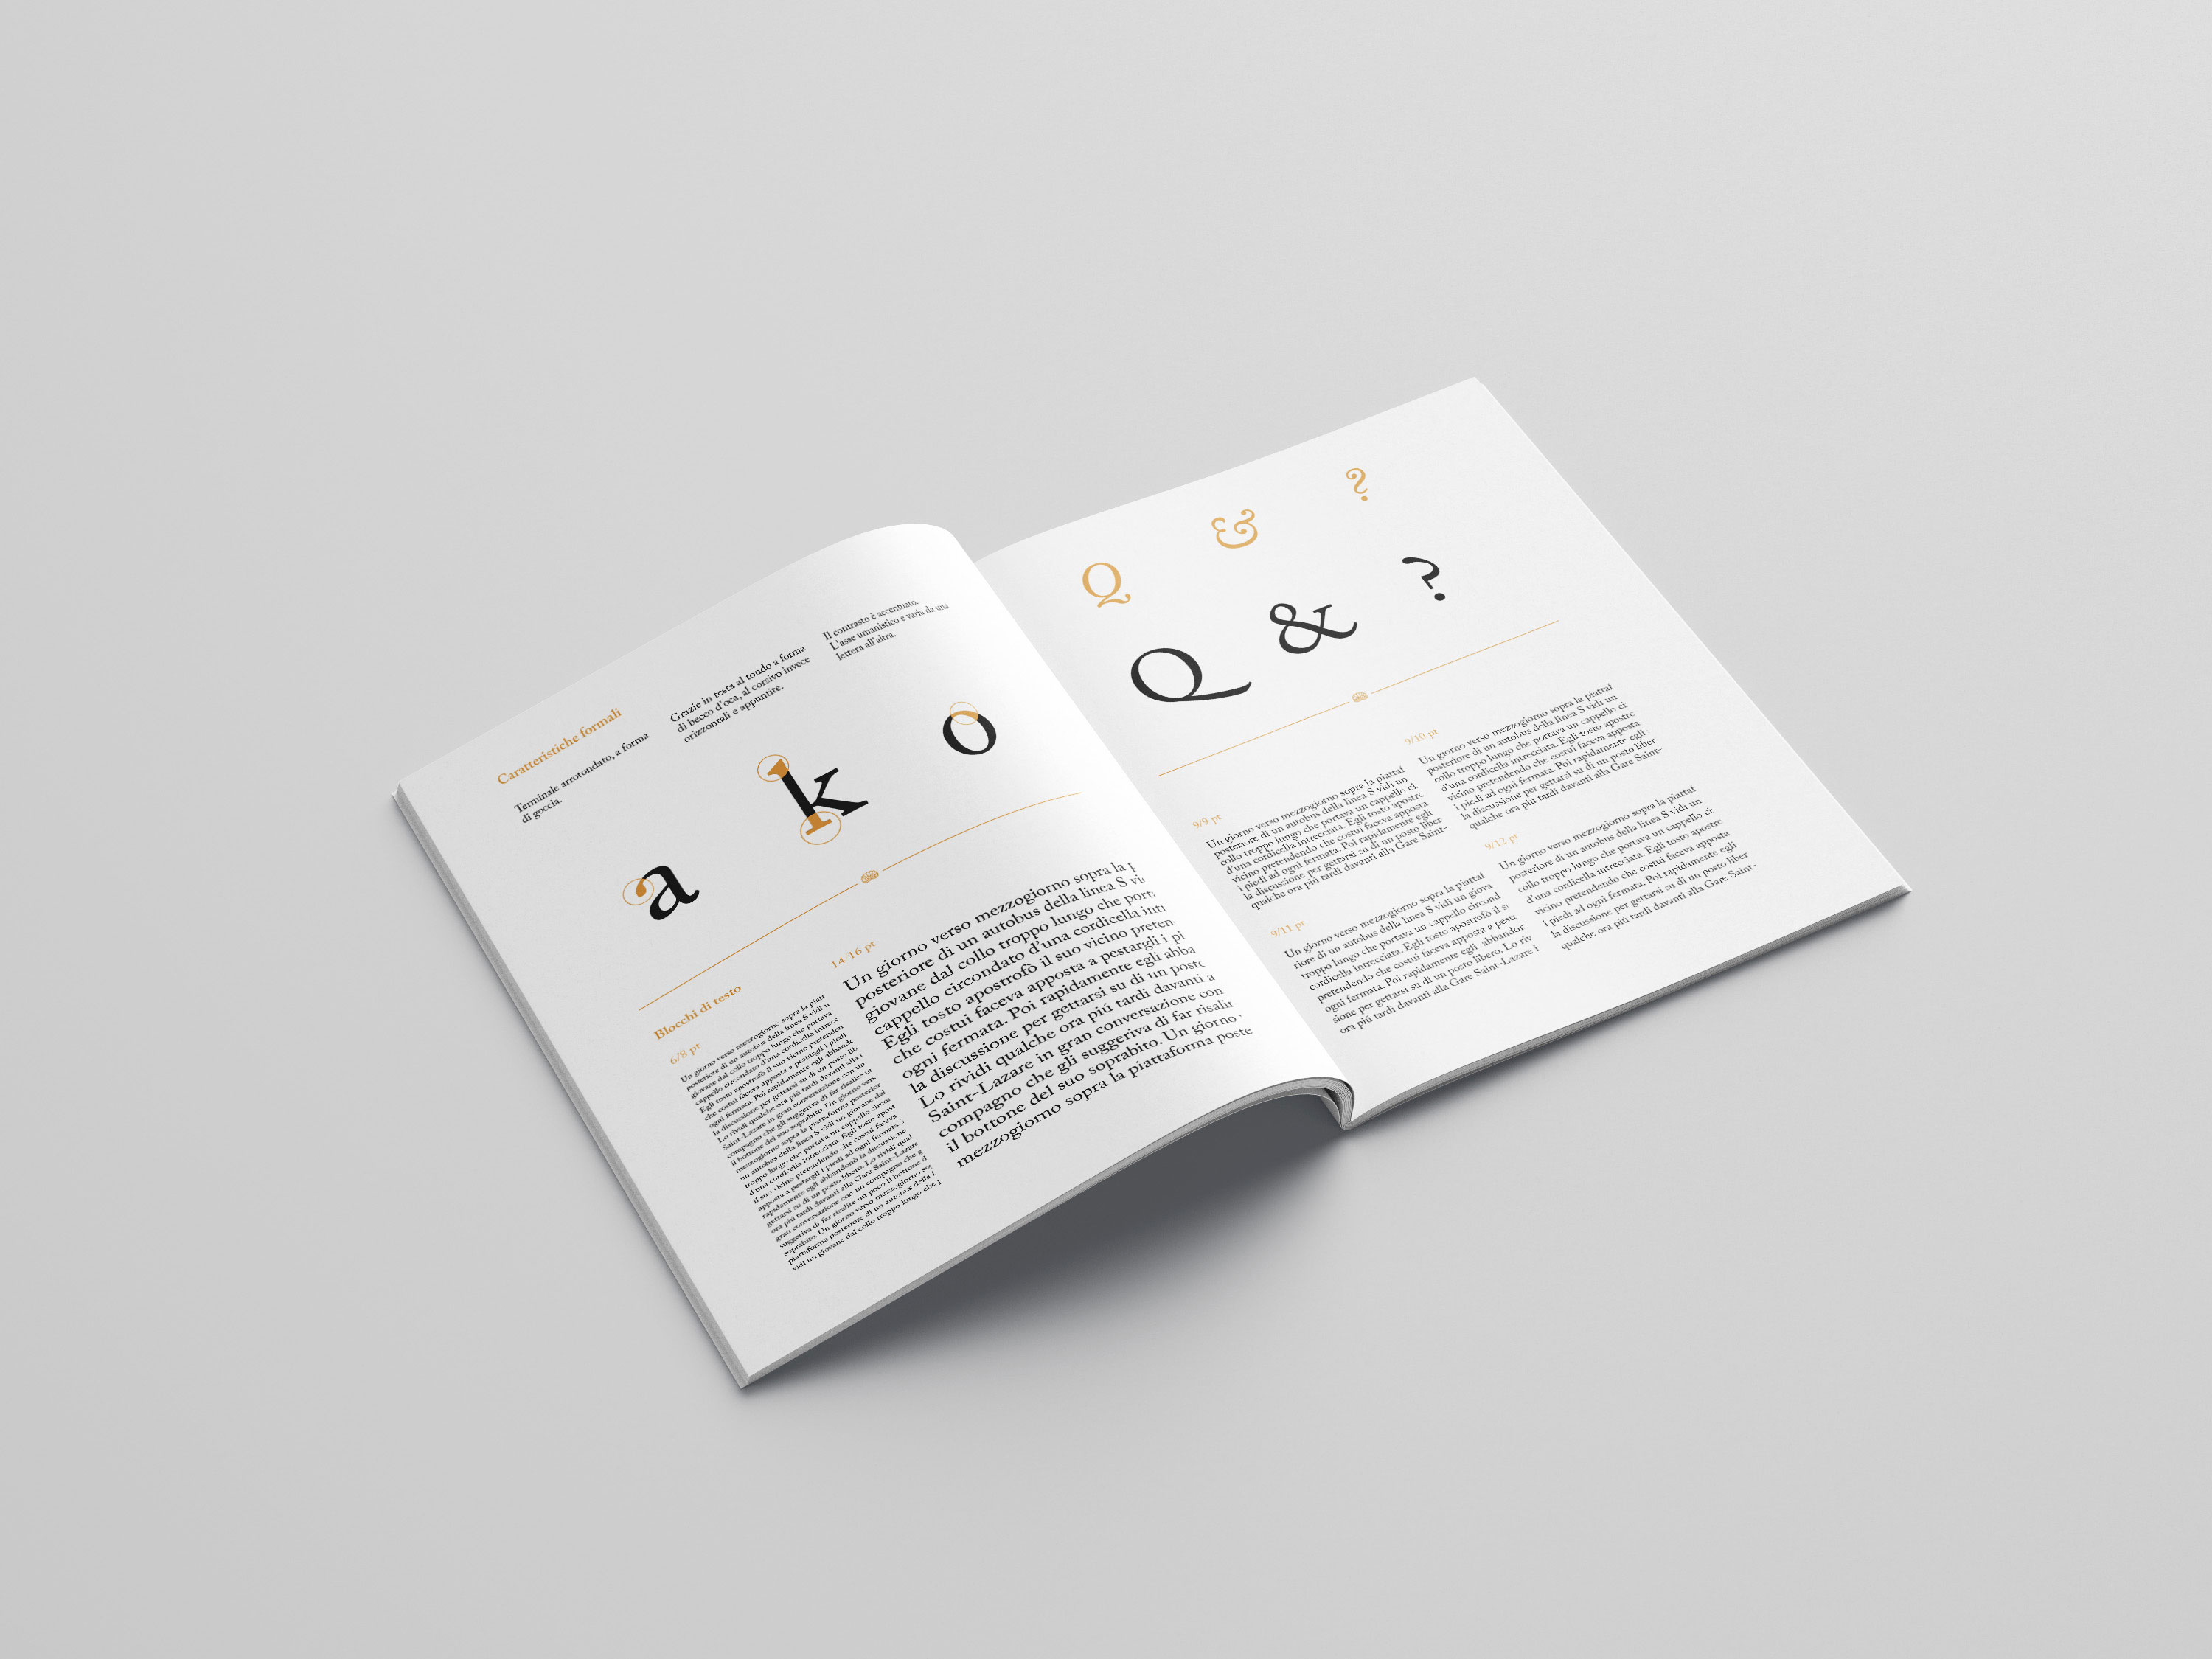 Caratteristiche formali
Terminale arrotondato, a forma
di goccia.
Grazie in testa al tondo a forma
di becco d'oca, al corsivo invece
orizzontali e appuntite.
Il contrasto è accentuato.
L'asse umanistico e varia da una
lettera all'altra.
a
k
o
Blocchi di testo
6/8 pt
Un giorno verso mezzogiorno sopra la piatt
posteriore di un autobus della linea S vidi u
giovane dal collo troppo lungo che portava
cappello circondato d'una cordicella intrecc
Egli tosto apostrofò il suo vicino pretenden
che costui faceva apposta a pestargli i piedi
ogni fermata. Poi rapidamente egli abbando
la discussione per gettarsi su di un posto lib
Lo rividi qualche ora piú tardi davanti alla
Saint-Lazare in gran conversazione con un
compagno che gli suggeriva di far risalire u
il bottone del suo soprabito. Un giorno vers
mezzogiorno sopra la piattaforma posterior
un autobus della linea S vidi un giovane dal
troppo lungo che portava un cappello circon
d'una cordicella intrecciata. Egli tosto apost
il suo vicino pretendendo che costui faceva
apposta a pestargli i piedi ad ogni fermata.
rapidamente egli abbandonò la discussione
gettarsi su di un posto libero. Lo rividi qual
ora piú tardi davanti alla Gare Saint-Lazare
gran conversazione con un compagno che g
suggeriva di far risalire un poco il bottone d
soprabito. Un giorno verso mezzogiorno so
piattaforma posteriore di un autobus della l
vidi un giovane dal collo troppo lungo che
14/16 pt
Un giorno verso mezzogiorno sopra la p
posteriore di un autobus della linea S vi
giovane dal collo troppo lungo che port
cappello circondato d'una cordicella int
Egli tosto apostrofò il suo vicino preten
che costui faceva apposta a pestargli i pi
ogni fermata. Poi rapidamente egli abba
la discussione per gettarsi su di un posto
Lo rividi qualche ora piú tardi davanti a
Saint-Lazare in gran conversazione con
compagno che gli suggeriva di far risalir
il bottone del suo soprabito. Un giorno
mezzogiorno sopra la piattaforma poste
Q & ?
Q & ?
9/9 pt
Un giorno verso mezzogiorno sopra la piattaf
posteriore di un autobus della linea S vidi un
collo troppo lungo che portava un cappello ci
d'una cordicella intrecciata. Egli tosto apostro
vicino pretendendo che costui faceva apposta
i piedi ad ogni fermata. Poi rapidamente egli
la discussione per gettarsi su di un posto liber
qualche ora piú tardi davanti alla Gare Saint-
9/10 pt
Un giorno verso mezzogiorno sopra la piattaf
posteriore di un autobus della linea S vidi un
collo troppo lungo che portava un cappello ci
d'una cordicella intrecciata. Egli tosto apostro
vicino pretendendo che costui faceva apposta
i piedi ad ogni fermata. Poi rapidamente egli
la discussione per gettarsi su di un posto liber
qualche ora piú tardi davanti alla Gare Saint-
9/11 pt
Un giorno verso mezzogiorno sopra la piattaf
riore di un autobus della linea S vidi un giova
troppo lungo che portava un cappello circond
cordicella intrecciata. Egli tosto apostrofò il s
pretendendo che costui faceva apposta a pest
ogni fermata. Poi rapidamente egli abbandon
sione per gettarsi su di un posto libero. Lo riv
ora piú tardi davanti alla Gare Saint-Lazare i
9/12 pt
Un giorno verso mezzogiorno sopra la piattaf
posteriore di un autobus della linea S vidi un
collo troppo lungo che portava un cappello ci
d'una cordicella intrecciata. Egli tosto apostro
vicino pretendendo che costui faceva apposta
i piedi ad ogni fermata. Poi rapidamente egli
la discussione per gettarsi su di un posto liber
qualche ora piú tardi davanti alla Gare Saint-